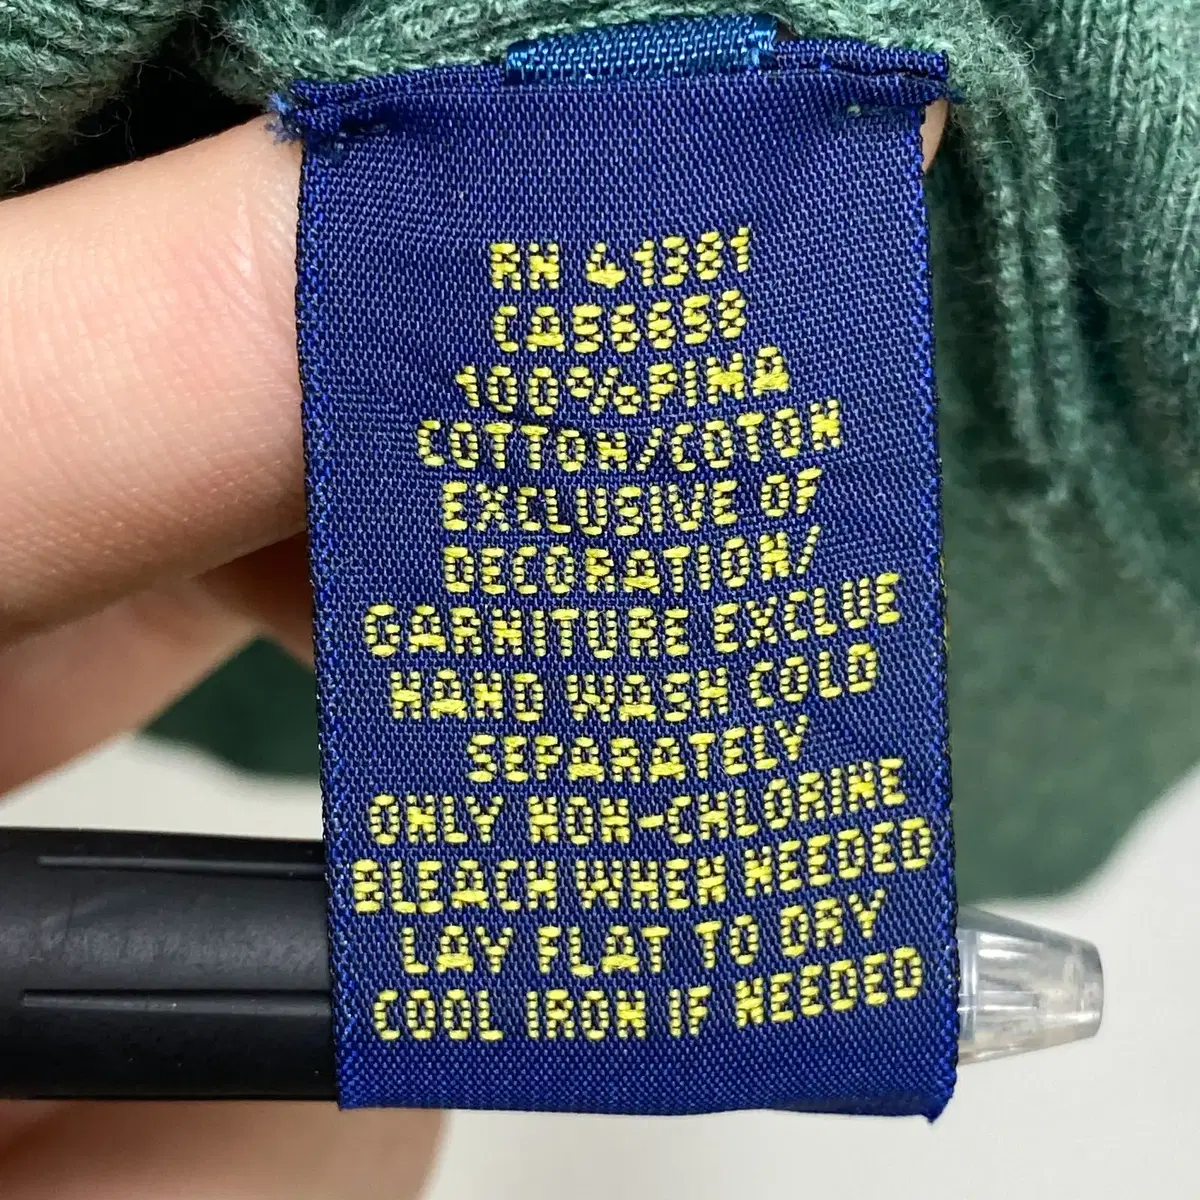 RN 41381
CA56658
100%PIMA
COTTON/COTON
EXCLUSIVE OF
DECORATION/
GARNITURE EXCLUE
HAND WASH COLD
SEPARATELY
ONLY NON-CHLORINE
BLEACH WHEN NEEDED
LAY FLAT TO DRY
COOL IRON IF NEEDED